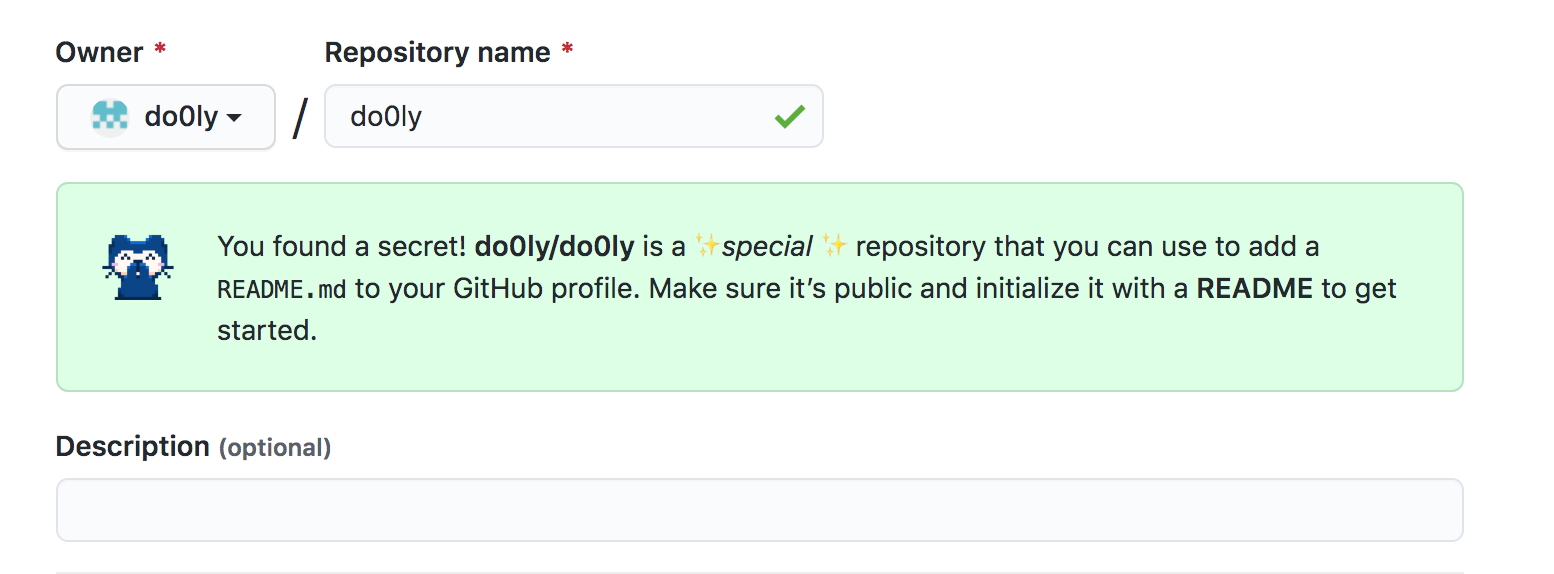 Owner *
Repository name *
do0ly
/
do0ly
You found a secret! do0ly/do0ly is a ✨special ✨ repository that you can use to add a
README.md to your GitHub profile. Make sure it’s public and initialize it with a README to get
started.
Description (optional)